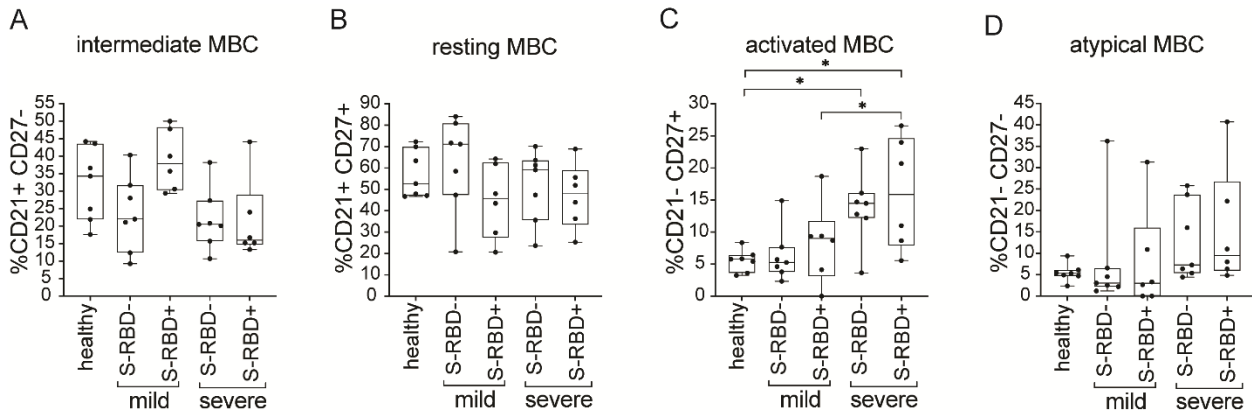 A
intermediate MBC
%CD21+ CD27-
55
50
45
40
35
30
25
20
15
10
5
0
healthy
S-RBD-
S-RBD+
S-RBD-
S-RBD+
mild
severe
B
resting MBC
%CD21+ CD27+
90
80
70
60
50
40
30
20
10
0
healthy
S-RBD-
S-RBD+
S-RBD-
S-RBD+
mild
severe
C
activated MBC
*
*
*
%CD21- CD27+
30
25
20
15
10
5
0
healthy
S-RBD-
S-RBD+
S-RBD-
S-RBD+
mild
severe
D
atypical MBC
%CD21- CD27-
45
40
35
30
25
20
15
10
5
0
healthy
S-RBD-
S-RBD+
S-RBD-
S-RBD+
mild
severe